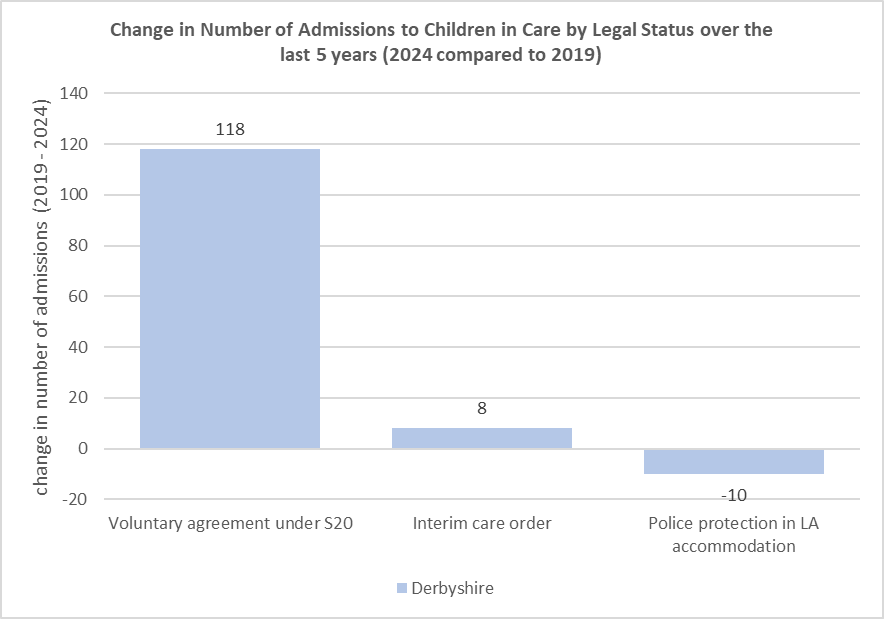 Change in Number of Admissions to Children in Care by Legal Status over the
last 5 years (2024 compared to 2019)
change in number of admissions (2019 - 2024)
140
120
100
80
60
40
20
0
-20
118
8
-10
Voluntary agreement under S20
Interim care order
Police protection in LA
accommodation
Derbyshire